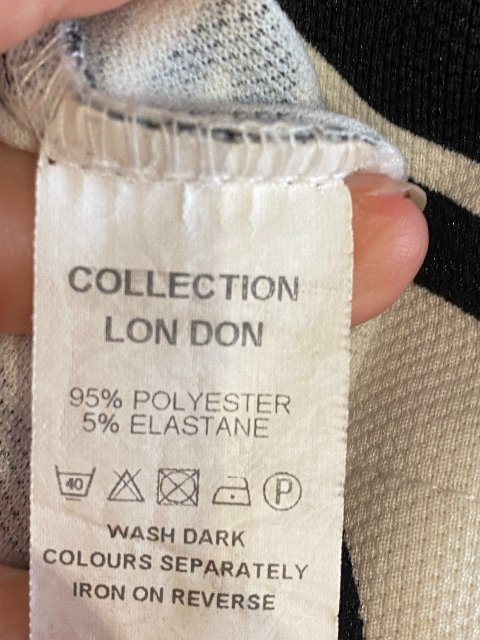 COLLECTION
LON DON
95% POLYESTER
5% ELASTANE
40 P
WASH DARK
COLOURS SEPARATELY
IRON ON REVERSE